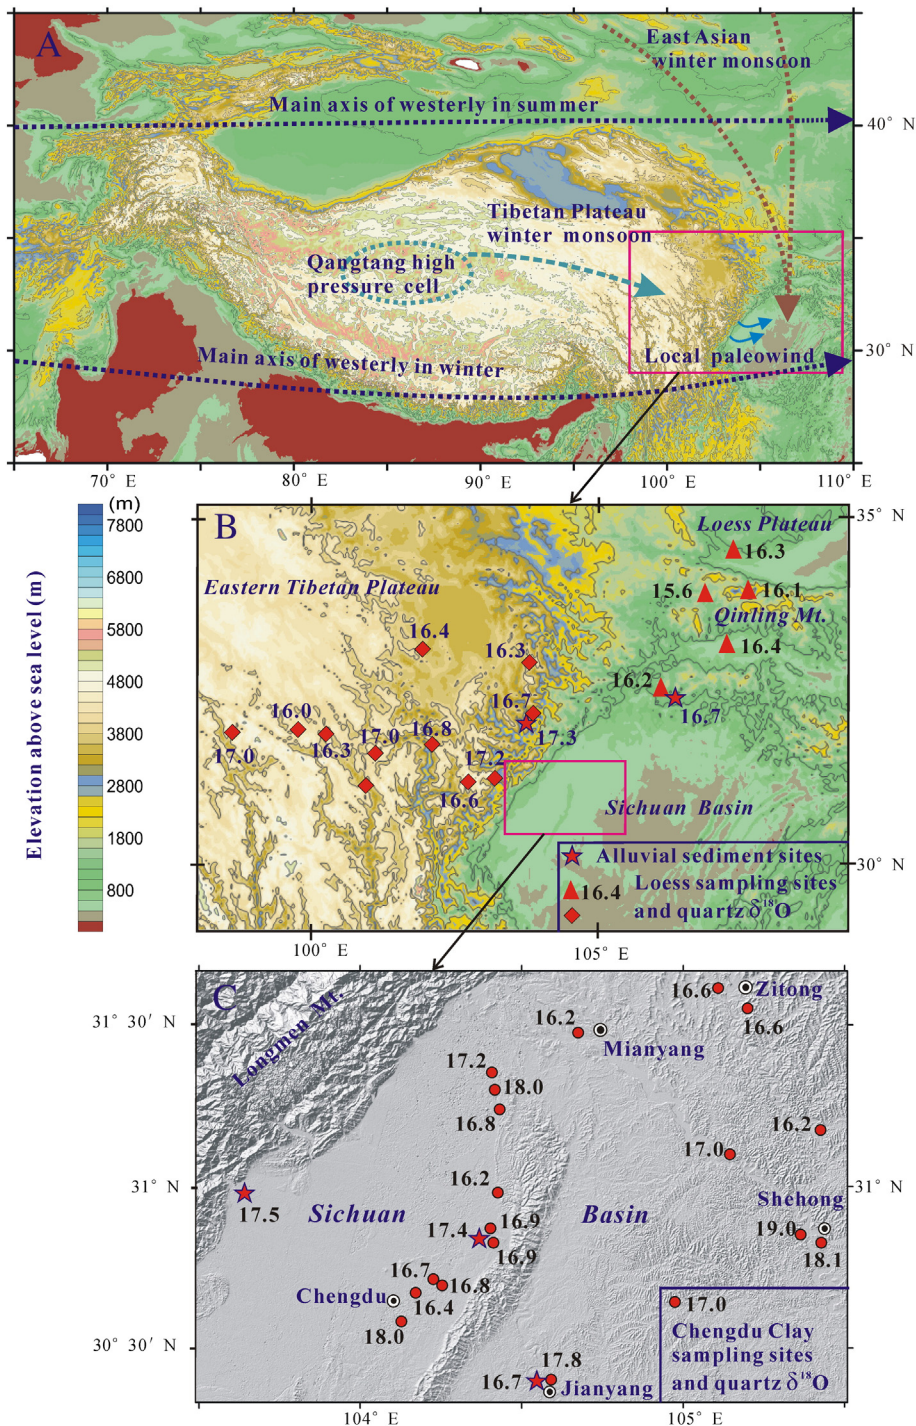 A
East Asian
winter monsoon
Main axis of westerly in summer
40° N
Tibetan Plateau
winter monsoon
Qangtang high
pressure cell
Local paleowind
30° N
Main axis of westerly in winter
70° E
80° E
90° E
100° E
110° E
(m)
7800
6800
5800
4800
3800
2800
1800
800
Elevation above sea level (m)
B
Loess Plateau
35° N
16.3
Eastern Tibetan Plateau
15.6
16.1
Qinling Mt.
16.4
16.4
16.3
16.2
16.7
16.7
17.3
16.0
17.0
16.3
17.0
16.8
17.2
16.6
Sichuan Basin
Alluvial sediment sites
16.4
Loess sampling sites
and quartz δ¹⁸O
30° N
100° E
105° E
C
Longmen Mt.
31° 30′ N
16.6
Zitong
16.6
16.2
Mianyang
17.2
18.0
16.8
16.2
17.0
16.2
31° N
31° N
17.5
Sichuan
Basin
Shehong
19.0
18.1
17.4
16.9
16.9
16.7
16.8
16.4
Chengdu
18.0
30° 30′ N
17.8
16.7
Jianyang
17.0
Chengdu Clay
sampling sites
and quartz δ¹⁸O
104° E
105° E